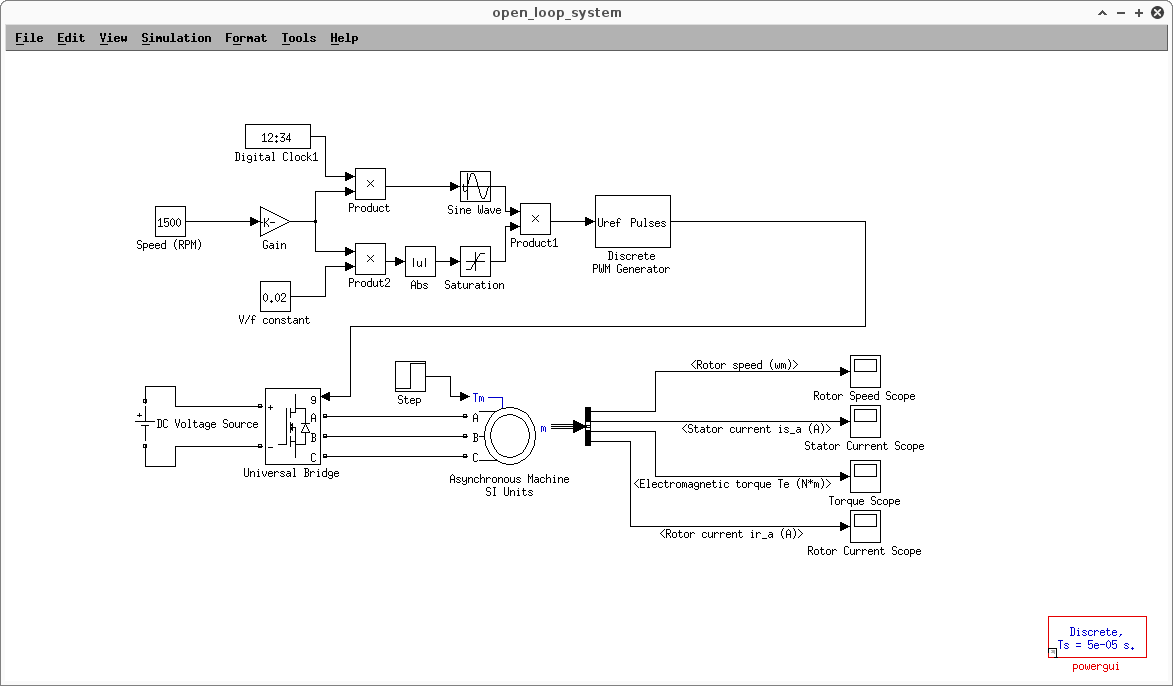 open_loop_system
File Edit View Simulation Format Tools Help
12:34
Digital Clock1
×
Product
Sine Wave
1500
Speed (RPM)
K-
Gain
×
Product1
Uref Pulses
Discrete
PWM Generator
×
Produt2
|u|
Abs
Saturation
0.02
V/f constant
<Rotor speed (wm)>
Rotor Speed Scope
Step
Tm
g
A
B
C
+
-
+
DC Voltage Source
Universal Bridge
A
B
C
m
Asynchronous Machine
SI Units
<Stator current is_a (A)>
Stator Current Scope
<Electromagnetic torque Te (N*m)>
Torque Scope
<Rotor current ir_a (A)>
Rotor Current Scope
Discrete,
Ts = 5e-05 s.
powergui